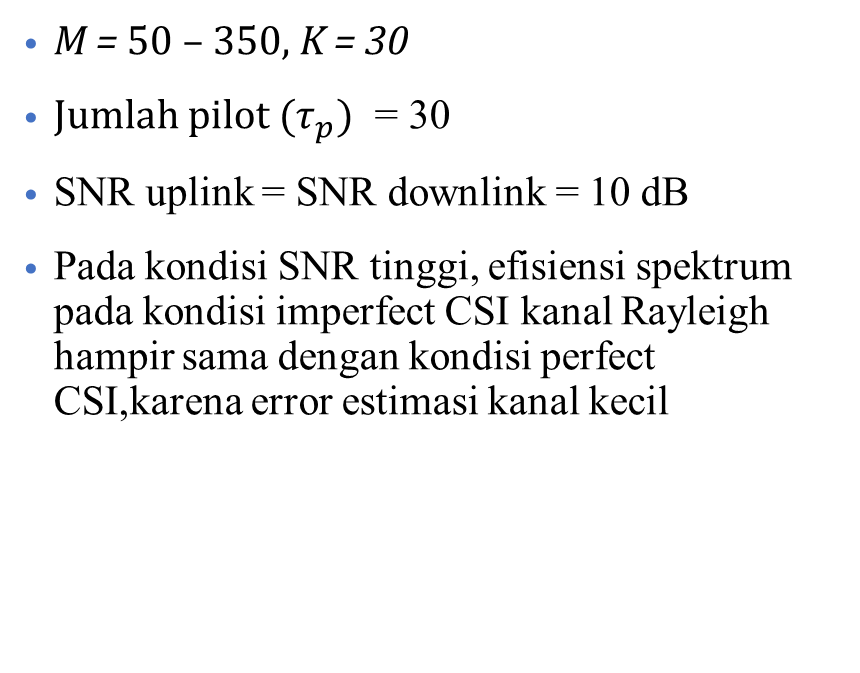 • M = 50 – 350, K = 30
• Jumlah pilot (τₚ) = 30
• SNR uplink = SNR downlink = 10 dB
• Pada kondisi SNR tinggi, efisiensi spektrum
pada kondisi imperfect CSI kanal Rayleigh
hampir sama dengan kondisi perfect
CSI,karena error estimasi kanal kecil